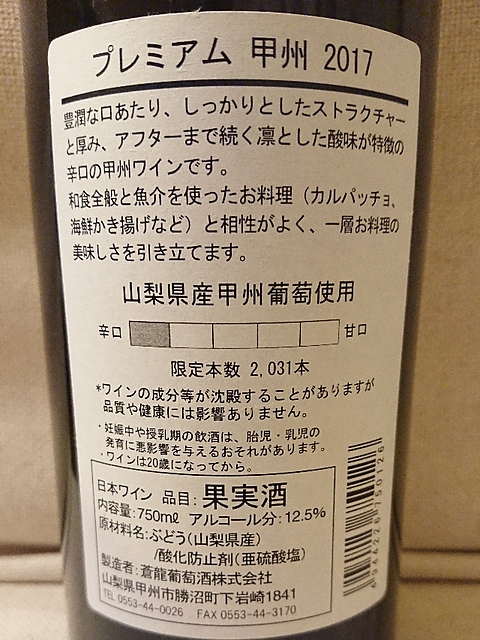 プレミアム 甲州 2017
豊潤な口あたり、しっかりとしたストラクチャー
と厚み、アフターまで続く凛とした酸味が特徴の
辛口の甲州ワインです。
和食全般と魚介を使ったお料理（カルパッチョ、
海鮮かき揚げなど）と相性がよく、一層お料理の
美味しさを引き立てます。
山梨県産甲州葡萄使用
辛口 甘口
限定本数 2,031本
*ワインの成分等が沈殿することがありますが
品質や健康には影響ありません。
・妊娠中や授乳期の飲酒は、胎児・乳児の
発育に悪影響を与えるおそれがあります。
・ワインは20歳になってから。
日本ワイン 品目：果実酒
内容量：750mℓ アルコール分：12.5%
原材料名：ぶどう（山梨県産）
/酸化防止剤（亜硫酸塩）
製造者：蒼龍葡萄酒株式会社
山梨県甲州市勝沼町下岩崎1841
TEL 0553-44-0026 FAX 0553-44-3170